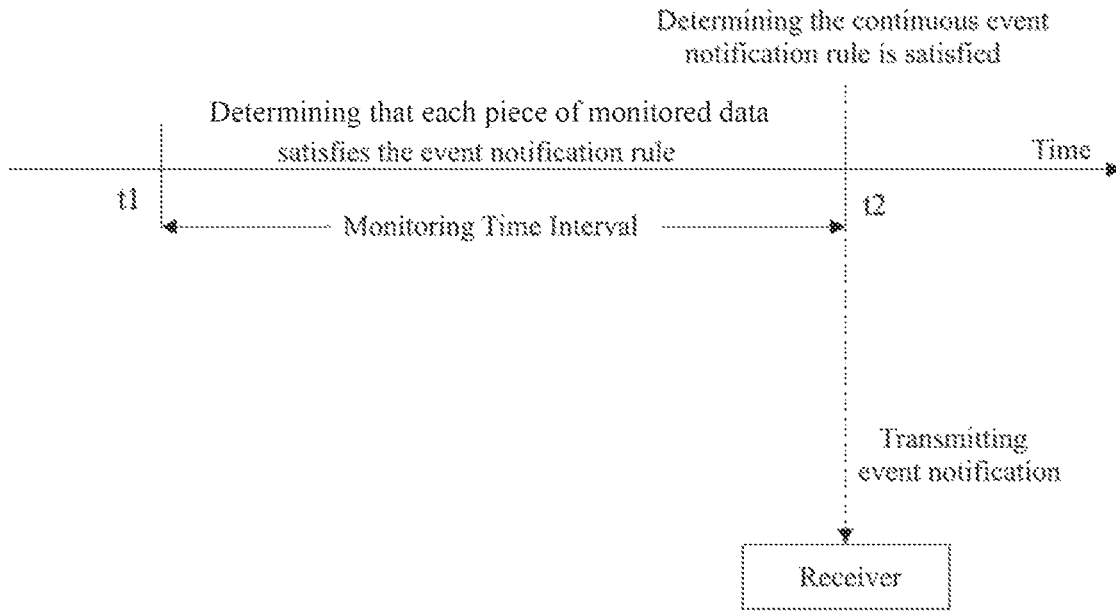 Determining the continuous event
notification rule is satisfied
Determining that each piece of monitored data
satisfies the event notification rule
Time
t1
t2
Monitoring Time Interval
Transmitting
event notification
Receiver